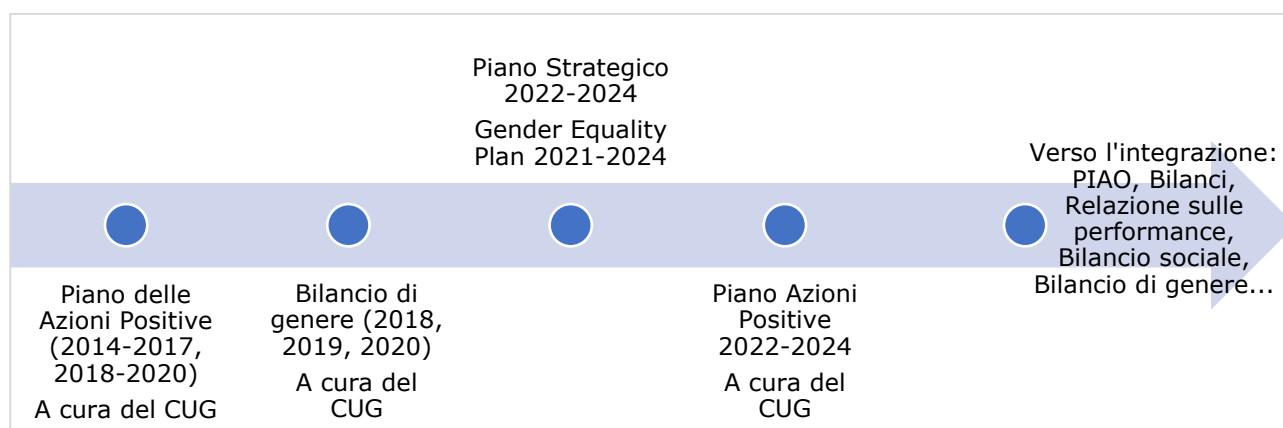 Piano delle
Azioni Positive
(2014-2017,
2018-2020)
A cura del CUG
Bilancio di
genere (2018,
2019, 2020)
A cura del
CUG
Piano Strategico
2022-2024
Gender Equality
Plan 2021-2024
Piano Azioni
Positive
2022-2024
A cura del
CUG
Verso l'integrazione:
PIAO, Bilanci,
Relazione sulle
performance,
Bilancio sociale,
Bilancio di genere...